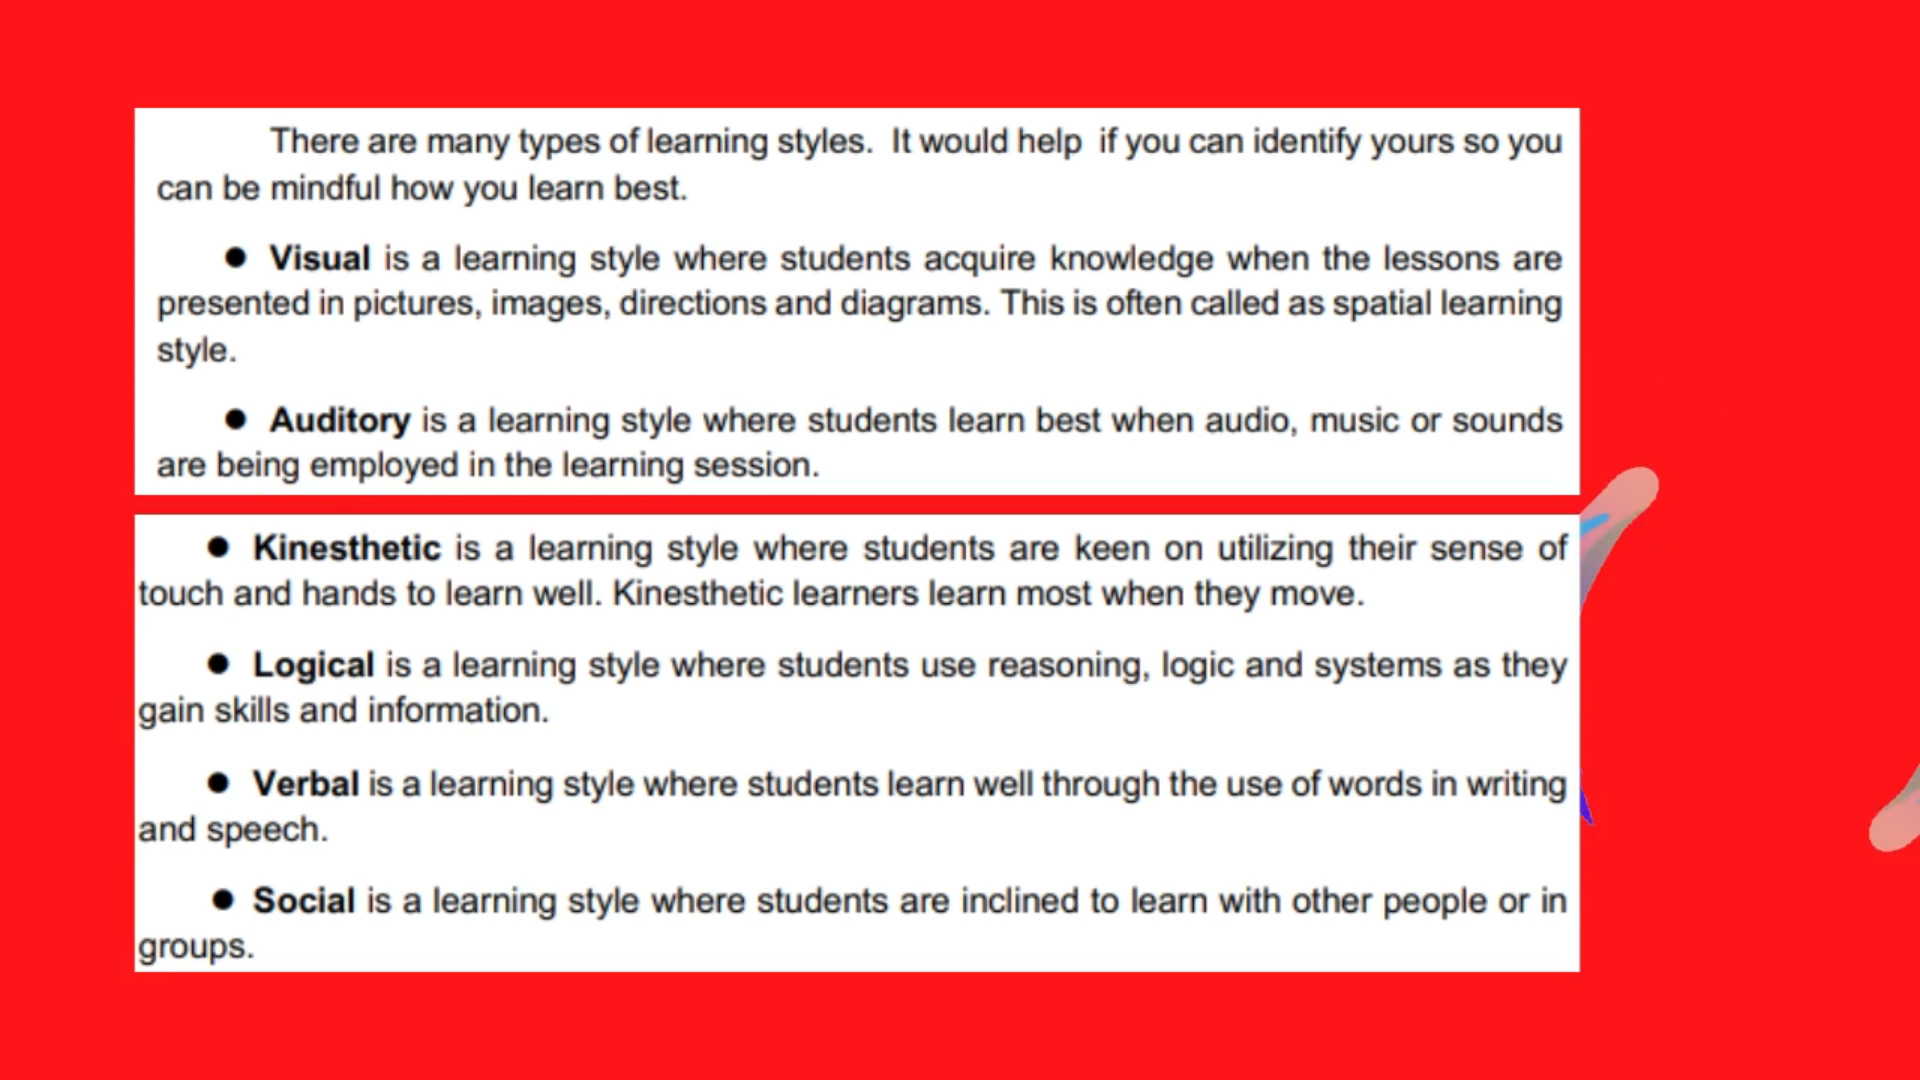 There are many types of learning styles.  It would help  if you can identify yours so you
can be mindful how you learn best.
● Visual is a learning style where students acquire knowledge when the lessons are
presented in pictures, images, directions and diagrams. This is often called as spatial learning
style.
● Auditory is a learning style where students learn best when audio, music or sounds
are being employed in the learning session.
● Kinesthetic is a learning style where students are keen on utilizing their sense of
touch and hands to learn well. Kinesthetic learners learn most when they move.
● Logical is a learning style where students use reasoning, logic and systems as they
gain skills and information.
● Verbal is a learning style where students learn well through the use of words in writing
and speech.
● Social is a learning style where students are inclined to learn with other people or in
groups.